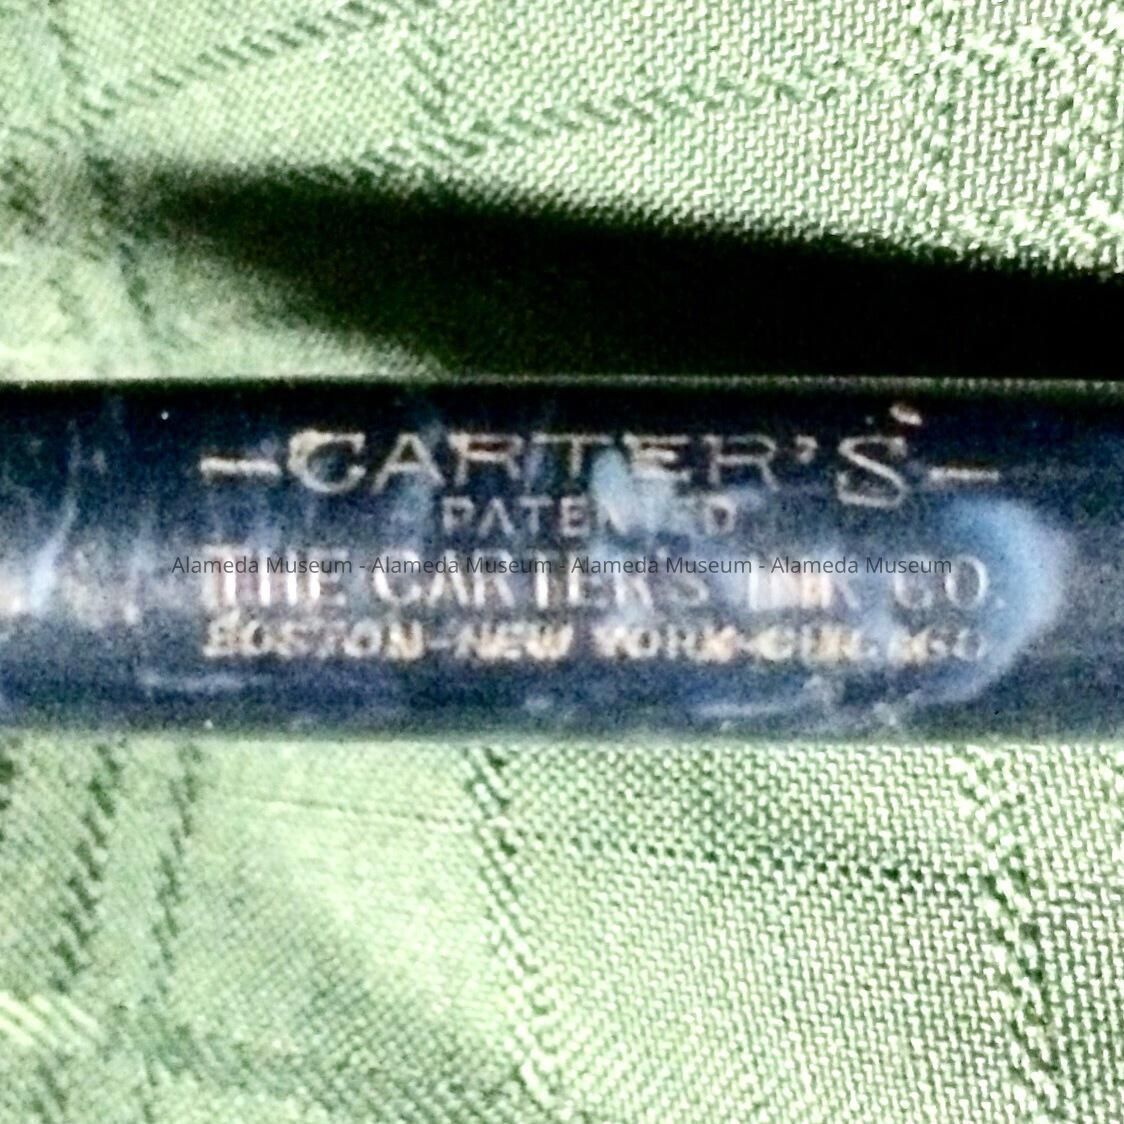 -CARTER'S-
PATENTED
THE CARTER'S INK CO.
Alameda Museum - Alameda Museum - Alameda Museum - Alameda Museum
BOSTON-NEW YORK-CHICAGO